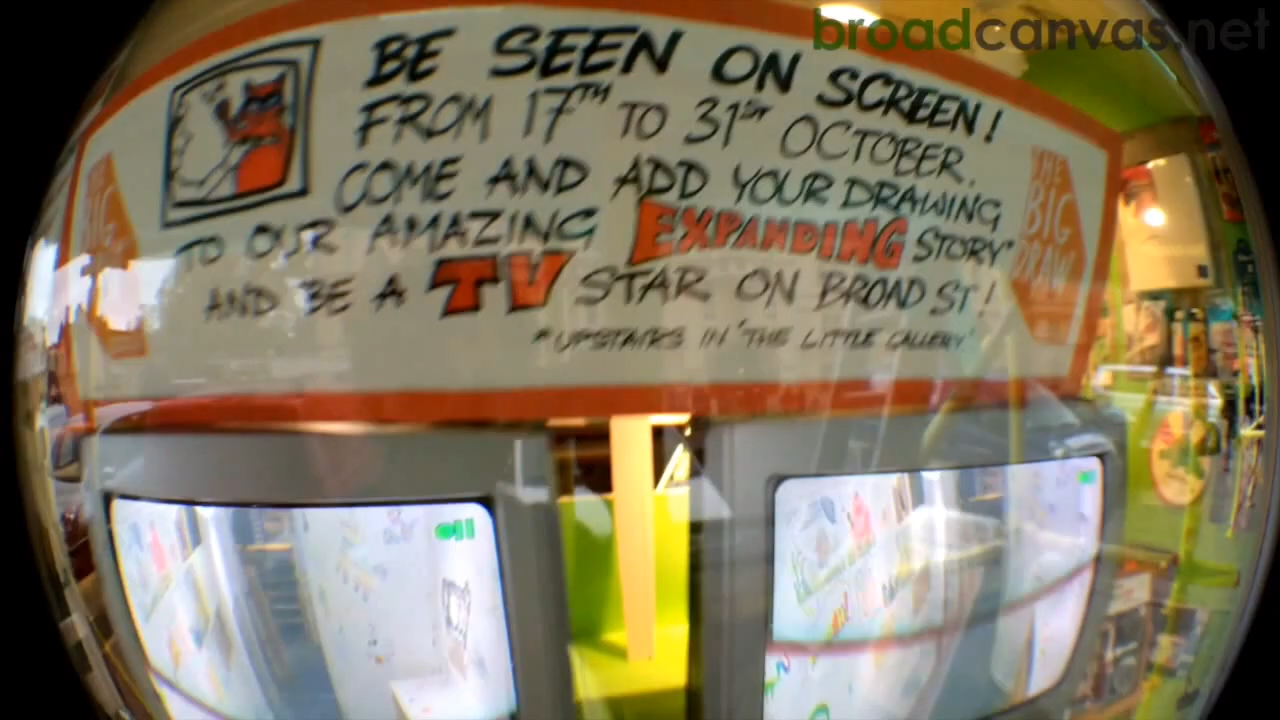 broadcanvas.net
BE SEEN ON SCREEN!
FROM 17TH TO 31ST OCTOBER.
COME AND ADD YOUR DRAWING
TO OUR AMAZING EXPANDING STORY*
AND BE A TV STAR ON BROAD ST!
*UPSTAIRS IN 'THE LITTLE GALLERY'
THE
BIG
DRAW
BIG